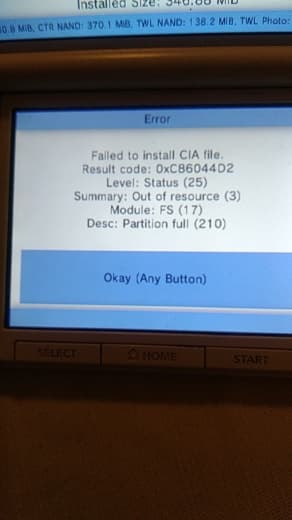 Installed Size:
MiB, CTR NAND: 370.1 MiB, TWL NAND: 138.2 MiB, TWL Photo:
Error
Failed to install CIA file.
Result code: 0xC86044D2
Level: Status (25)
Summary: Out of resource (3)
Module: FS (17)
Desc: Partition full (210)
Okay (Any Button)
SELECT HOME START